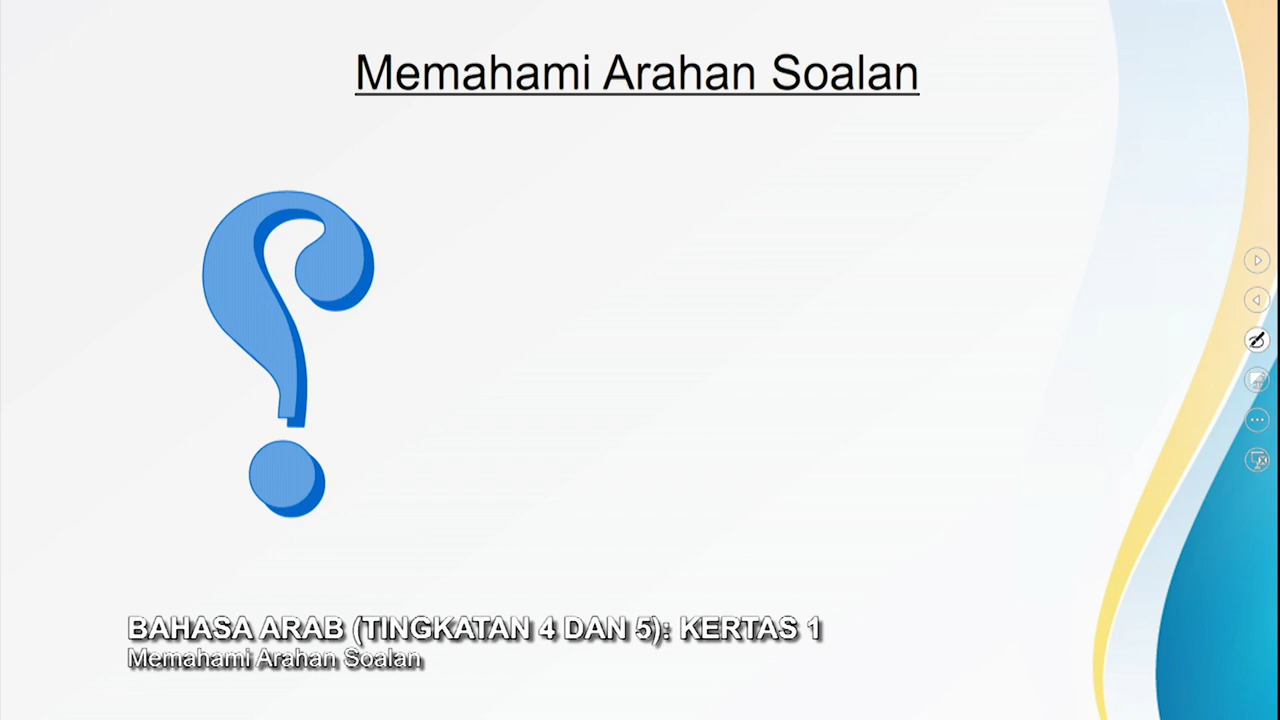 Memahami Arahan Soalan
؟
BAHASA ARAB (TINGKATAN 4 DAN 5): KERTAS 1
Memahami Arahan Soalan